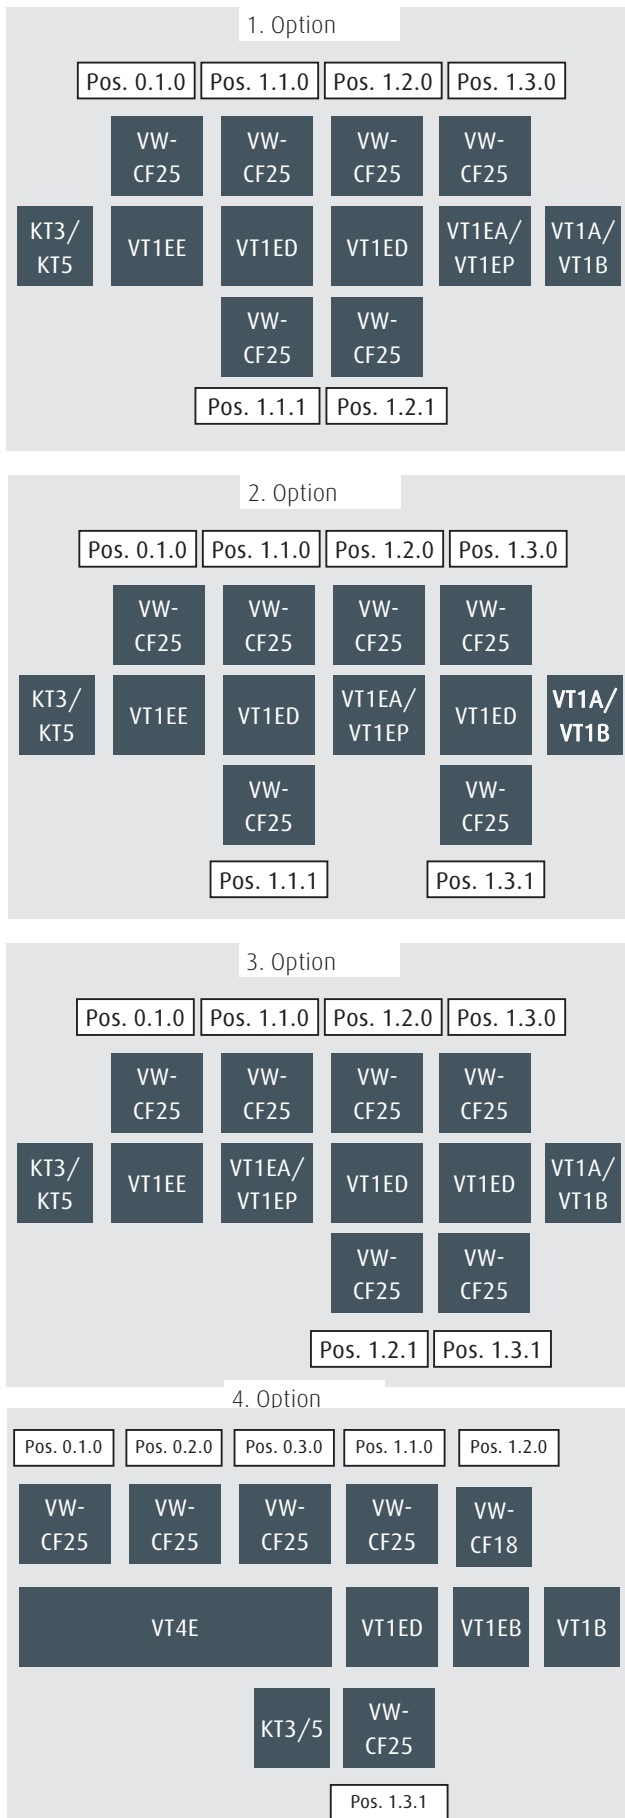 1. Option
Pos. 0.1.0 Pos. 1.1.0 Pos. 1.2.0 Pos. 1.3.0
VW- VW- VW- VW-
CF25 CF25 CF25 CF25
KT3/ VT1EA/ VT1A/
VT1EE VT1ED VT1ED
KT5 VT1EP VT1B
VW- VW-
CF25 CF25
Pos. 1.1.1 Pos. 1.2.1
2. Option
Pos. 0.1.0 Pos. 1.1.0 Pos. 1.2.0 Pos. 1.3.0
VW- VW- VW- VW-
CF25 CF25 CF25 CF25
KT3/ VT1EA/ VT1A/
VT1EE VT1ED VT1ED
KT5 VT1EP VT1B
VW- VW-
CF25 CF25
Pos. 1.1.1 Pos. 1.3.1
3. Option
Pos. 0.1.0 Pos. 1.1.0 Pos. 1.2.0 Pos. 1.3.0
VW- VW- VW- VW-
CF25 CF25 CF25 CF25
KT3/ VT1EA/ VT1A/
VT1EE VT1ED VT1ED
KT5 VT1EP VT1B
VW- VW-
CF25 CF25
Pos. 1.2.1 Pos. 1.3.1
4. Option
Pos. 0.1.0 Pos. 0.2.0 Pos. 0.3.0 Pos. 1.1.0 Pos. 1.2.0
VW- VW- VW- VW- VW-
CF25 CF25 CF25 CF25 CF18
VT4E VT1ED VT1EB VT1B
KT3/5 VW-
CF25
Pos. 1.3.1